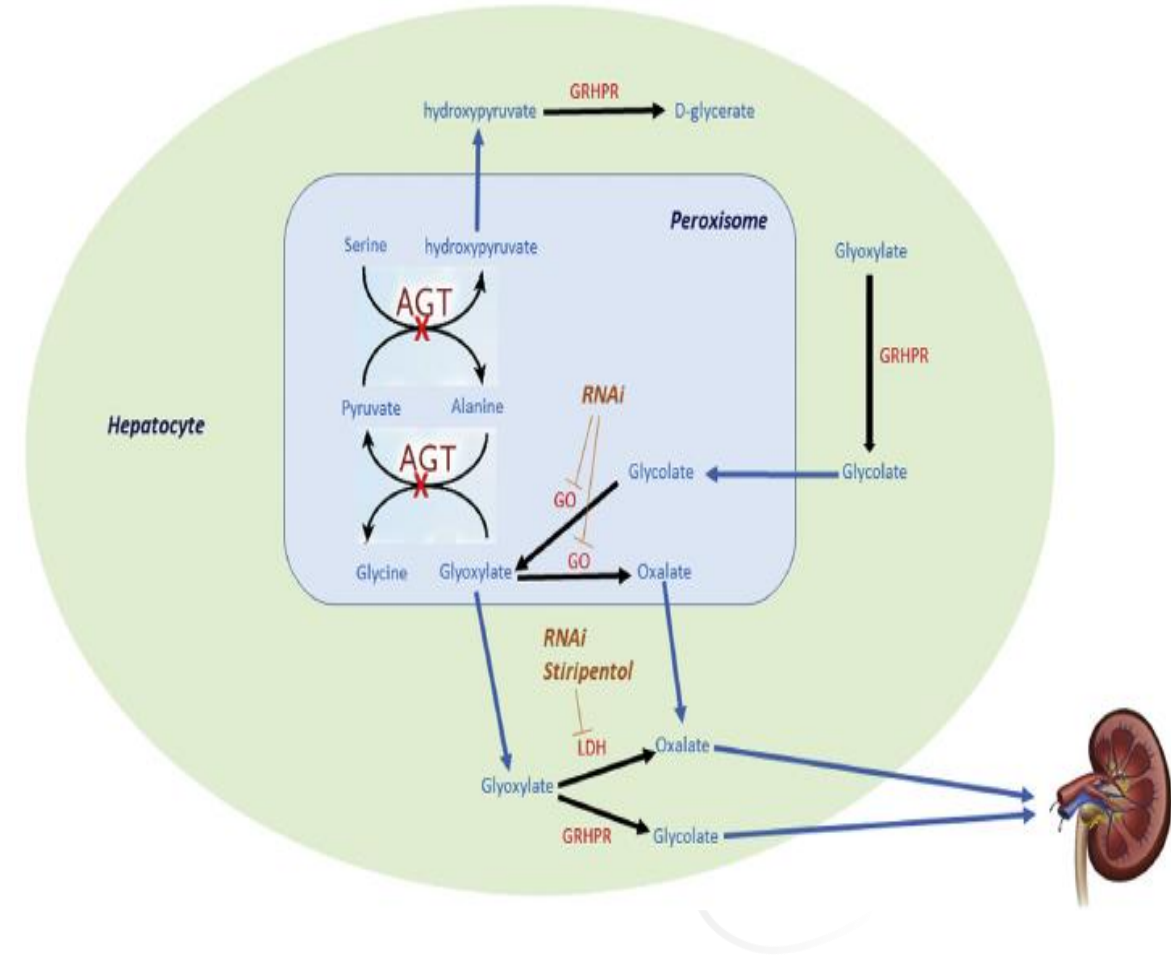 GRHPR
hydroxypyruvate D-glycerate
Peroxisome
Serine hydroxypyruvate
Glyoxylate
AGT
X
GRHPR
RNAi
Pyruvate Alanine
Hepatocyte
AGT
X
Glycolate Glycolate
GO
GO
Glycine Glyoxylate Oxalate
RNAi
Stiripentol
LDH Oxalate
Glyoxylate
GRHPR Glycolate